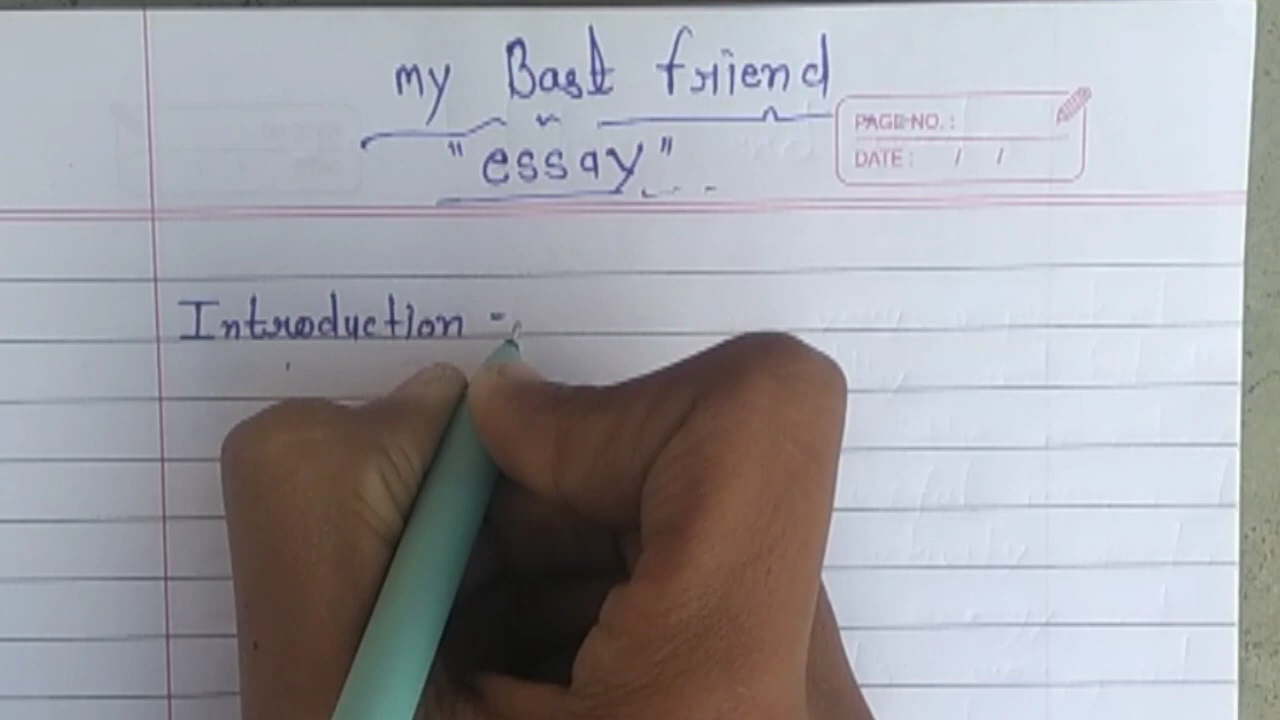 my Bast friend
PAGE NO. :
"essay"
DATE : / /
Introduction -